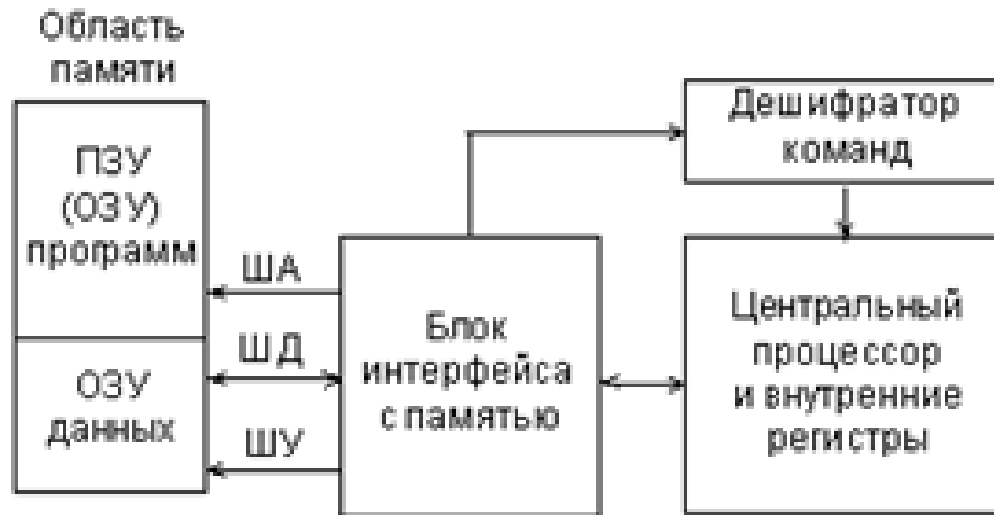 Область
памяти
ПЗУ
(ОЗУ)
программ
ОЗУ
данных
ША
ШД
ШУ
Блок
интерфейса
с памятью
Дешифратор
команд
Центральный
процессор
и внутренние
регистры